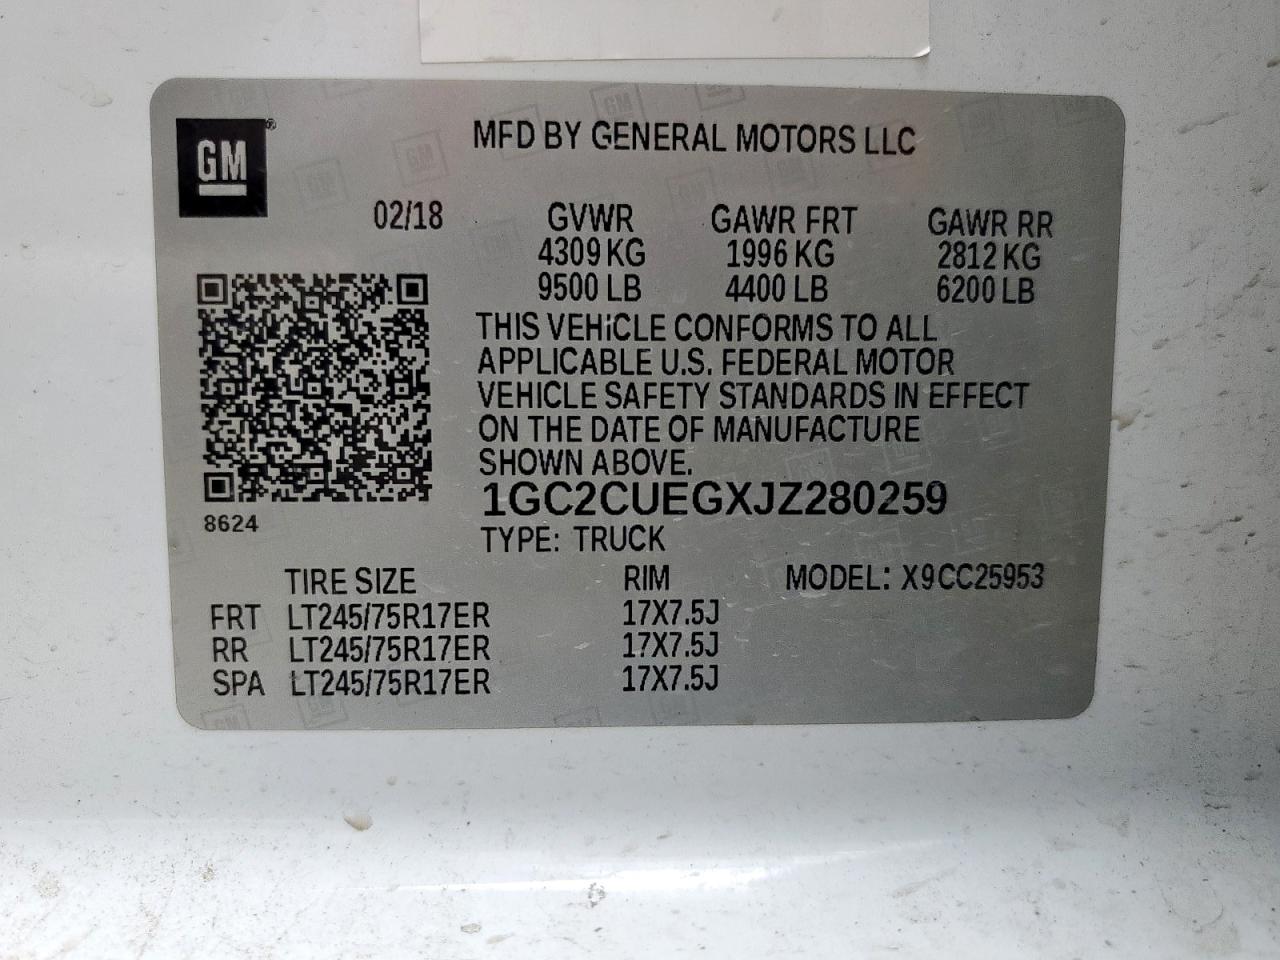 MFD BY GENERAL MOTORS LLC
GM
®
02/18
GVWR GAWR FRT GAWR RR
4309 KG 1996 KG 2812 KG
9500 LB 4400 LB 6200 LB
THIS VEHICLE CONFORMS TO ALL
APPLICABLE U.S. FEDERAL MOTOR
VEHICLE SAFETY STANDARDS IN EFFECT
ON THE DATE OF MANUFACTURE
SHOWN ABOVE.
1GC2CUEGXJZ280259
8624
TYPE: TRUCK
TIRE SIZE RIM MODEL: X9CC25953
FRT LT245/75R17ER 17X7.5J
RR LT245/75R17ER 17X7.5J
SPA LT245/75R17ER 17X7.5J